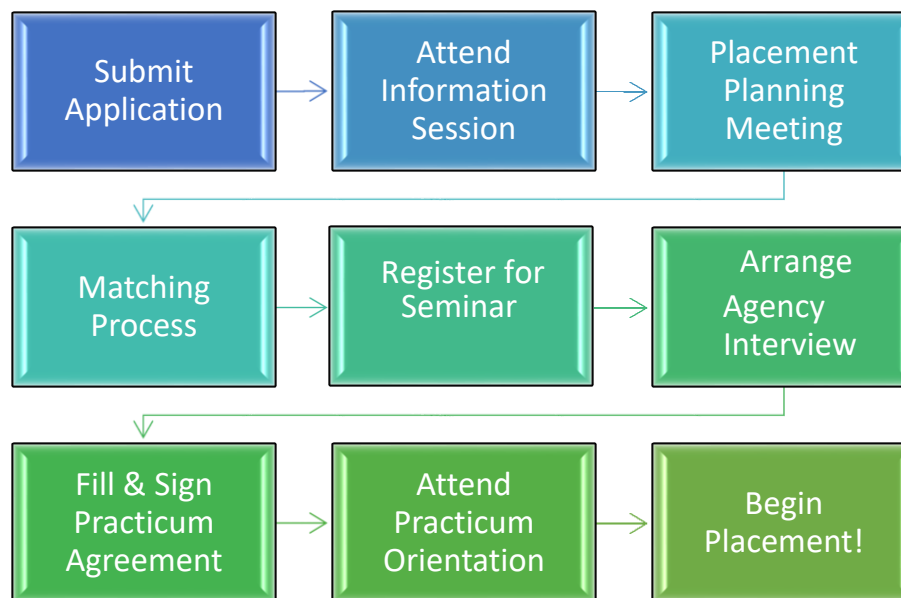 Submit
Application
Attend
Information
Session
Placement
Planning
Meeting
Matching
Process
Register for
Seminar
Arrange
Agency
Interview
Fill & Sign
Practicum
Agreement
Attend
Practicum
Orientation
Begin
Placement!